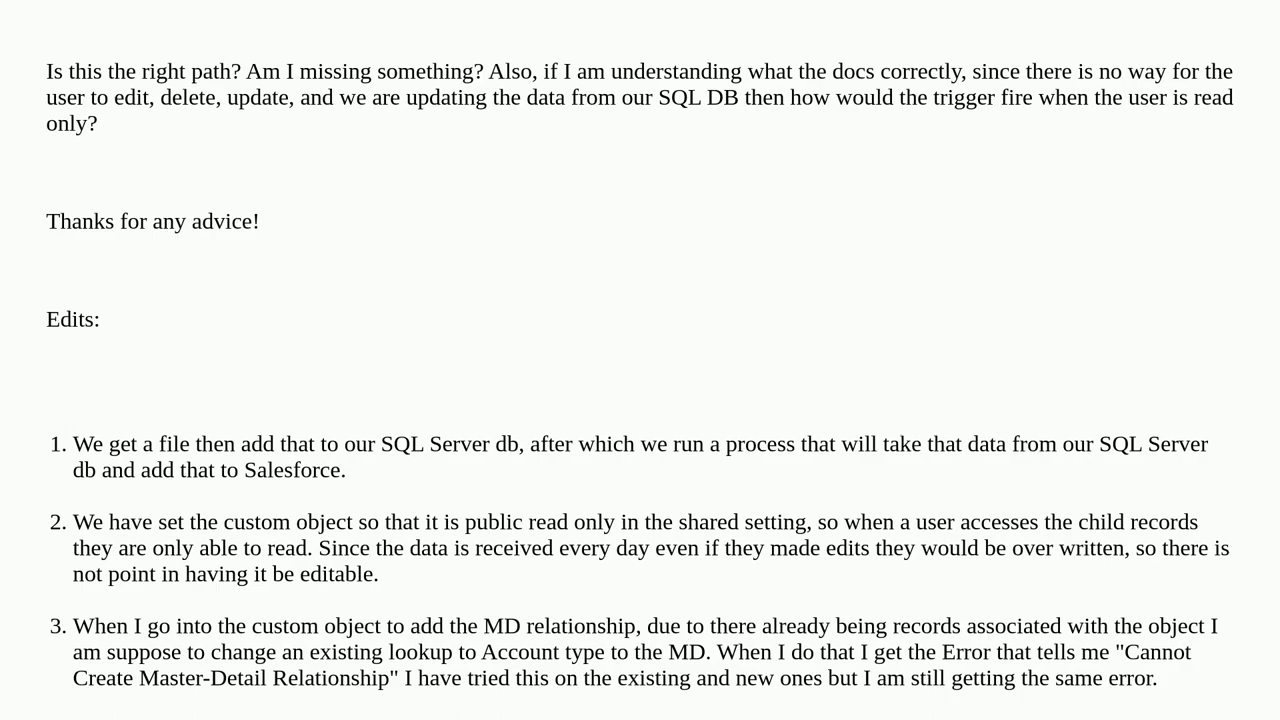 Is this the right path? Am I missing something? Also, if I am understanding what the docs correctly, since there is no way for the
user to edit, delete, update, and we are updating the data from our SQL DB then how would the trigger fire when the user is read
only?
Thanks for any advice!
Edits:
1. We get a file then add that to our SQL Server db, after which we run a process that will take that data from our SQL Server
db and add that to Salesforce.
2. We have set the custom object so that it is public read only in the shared setting, so when a user accesses the child records
they are only able to read. Since the data is received every day even if they made edits they would be over written, so there is
not point in having it be editable.
3. When I go into the custom object to add the MD relationship, due to there already being records associated with the object I
am suppose to change an existing lookup to Account type to the MD. When I do that I get the Error that tells me "Cannot
Create Master-Detail Relationship" I have tried this on the existing and new ones but I am still getting the same error.